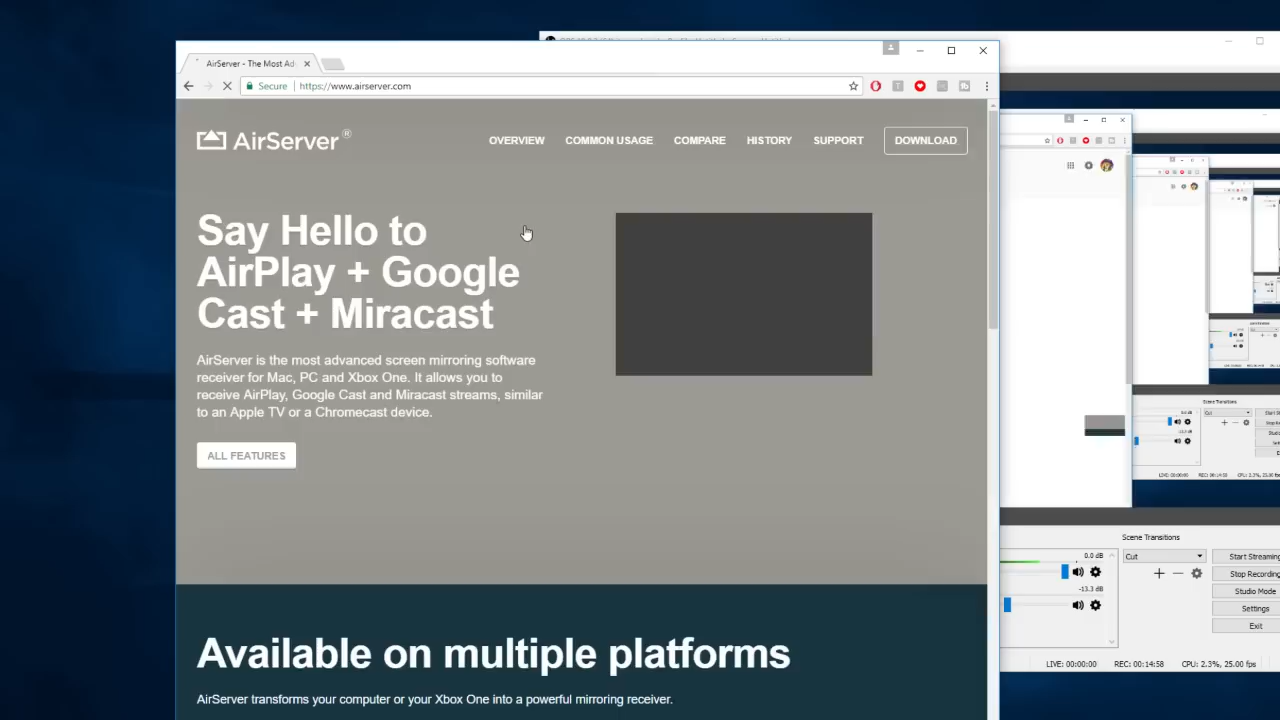 AirServer - The Most Ad
Secure https://www.airserver.com
AirServer®
OVERVIEW COMMON USAGE COMPARE HISTORY SUPPORT DOWNLOAD
Say Hello to
AirPlay + Google
Cast + Miracast
AirServer is the most advanced screen mirroring software
receiver for Mac, PC and Xbox One. It allows you to
receive AirPlay, Google Cast and Miracast streams, similar
to an Apple TV or a Chromecast device.
ALL FEATURES
Available on multiple platforms
AirServer transforms your computer or your Xbox One into a powerful mirroring receiver.
Scene Transitions
0.0 dB
Cut
Start Streaming
Stop Recording
-13.3 dB
Studio Mode
Settings
Exit
LIVE: 00:00:00 REC: 00:14:58 CPU: 2.3%, 25.00 fps